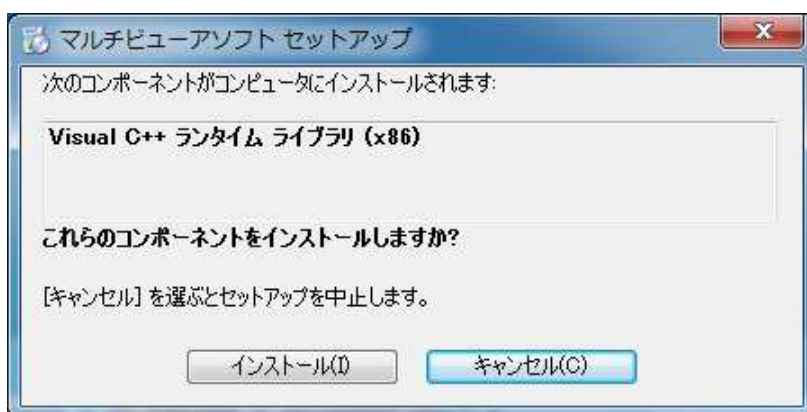 マルチビューアソフト セットアップ
次のコンポーネントがコンピュータにインストールされます:
Visual C++ ランタイム ライブラリ (x86)
これらのコンポーネントをインストールしますか?
[キャンセル] を選ぶとセットアップを中止します。
インストール(I) キャンセル(C)